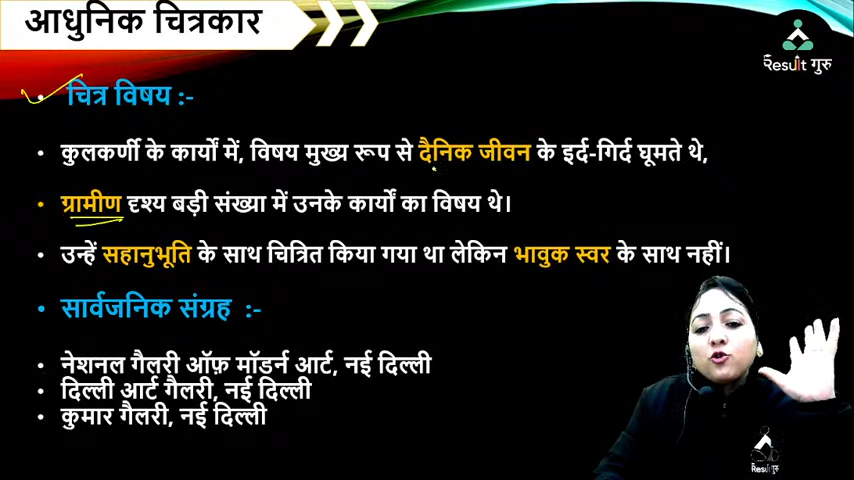 आधुनिक चित्रकार
Result गुरु
चित्र विषय :-
कुलकर्णी के कार्यों में, विषय मुख्य रूप से दैनिक जीवन के इर्द-गिर्द घूमते थे,
ग्रामीण दृश्य बड़ी संख्या में उनके कार्यों का विषय थे।
उन्हें सहानुभूति के साथ चित्रित किया गया था लेकिन भावुक स्वर के साथ नहीं।
सार्वजनिक संग्रह :-
नेशनल गैलरी ऑफ़ मॉडर्न आर्ट, नई दिल्ली
दिल्ली आर्ट गैलरी, नई दिल्ली
कुमार गैलरी, नई दिल्ली
Result गुरु